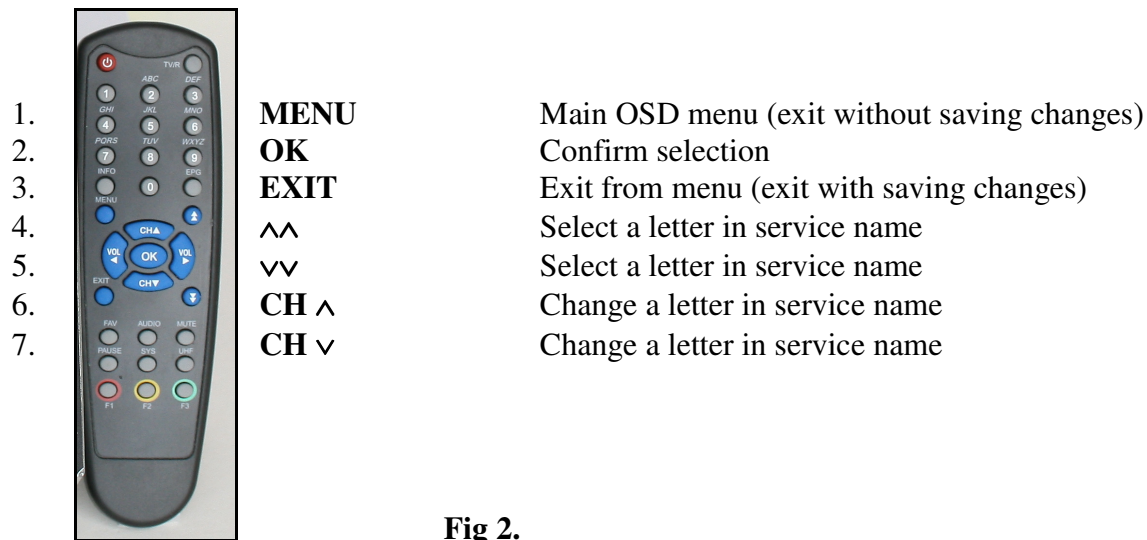 TV/R
ABC DEF
1 2 3
GHI JKL MNO
4 5 6
PQRS TUV WXYZ
7 8 9
INFO EPG
0
MENU
CH▲
VOL ◄ OK VOL ►
EXIT CH▼
FAV AUDIO MUTE
PAUSE SYS UHF
F1 F2 F3
1. MENU Main OSD menu (exit without saving changes)
2. OK Confirm selection
3. EXIT Exit from menu (exit with saving changes)
4. ∧∧ Select a letter in service name
5. ∨∨ Select a letter in service name
6. CH ∧ Change a letter in service name
7. CH ∨ Change a letter in service name
Fig 2.